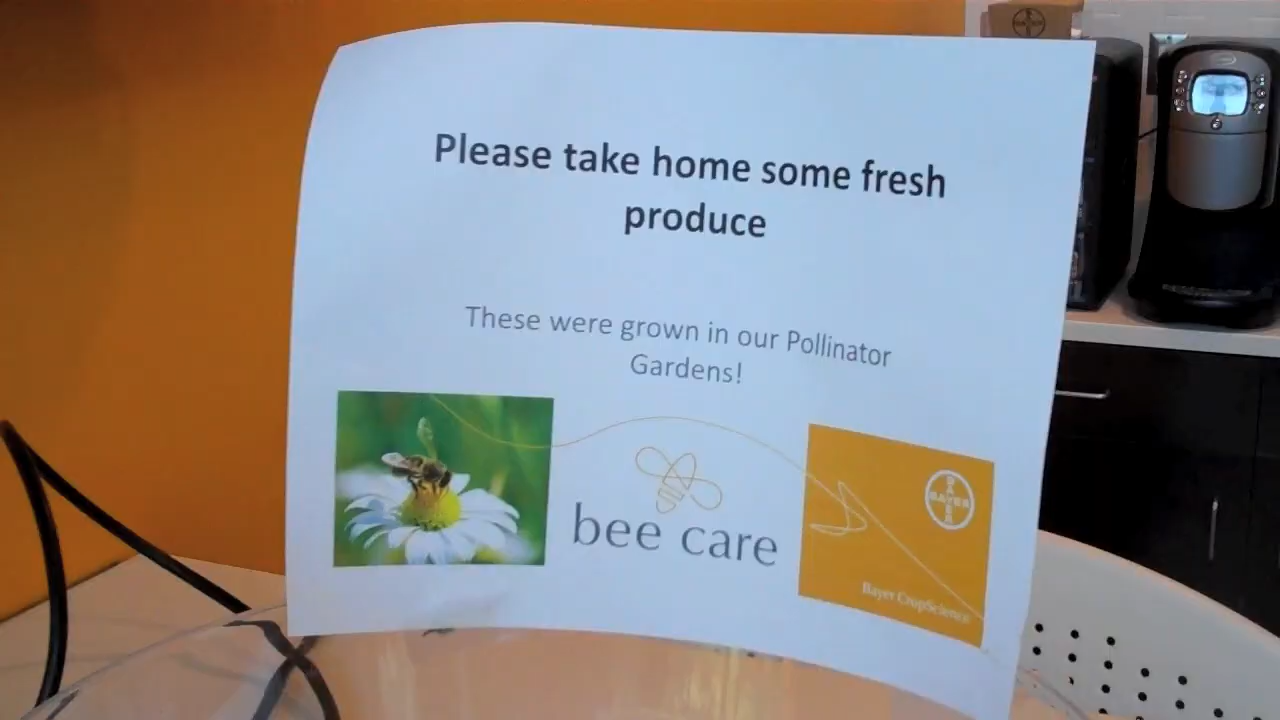 Please take home some fresh
produce
These were grown in our Pollinator
Gardens!
bee care
BAYER
Bayer CropScience